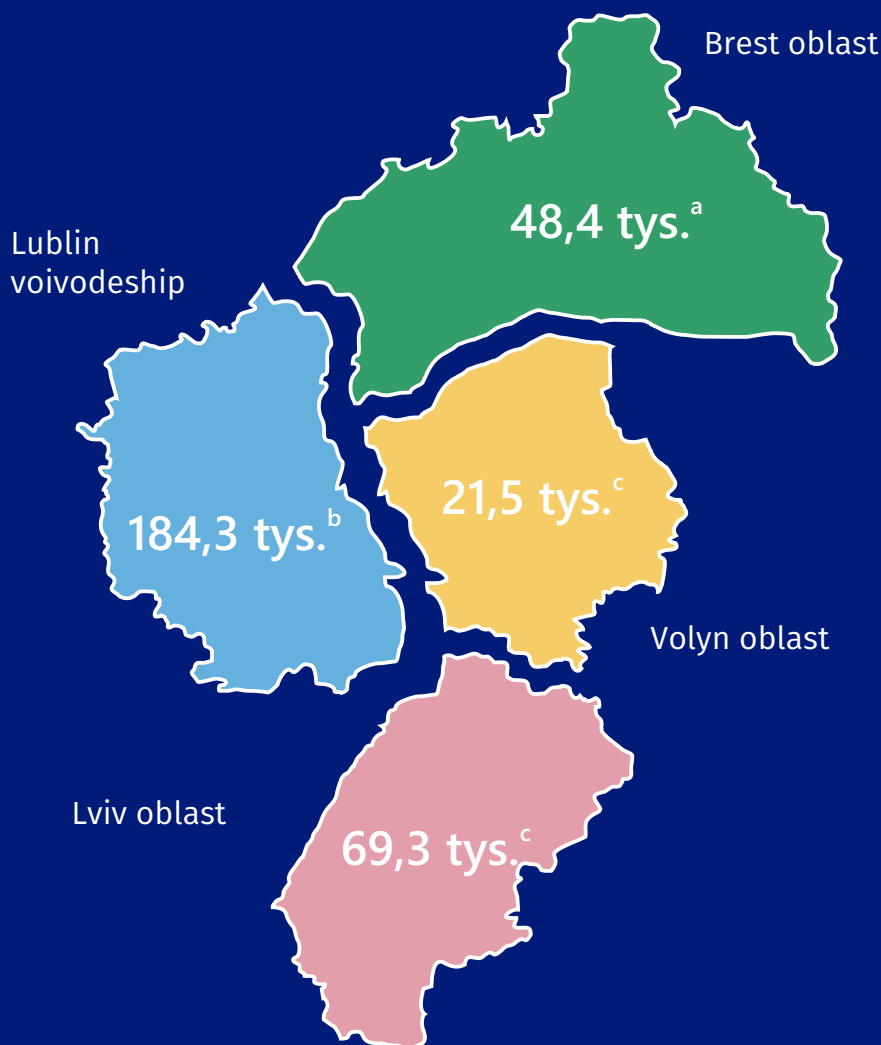 Brest oblast
48,4 tys.a
Lublin
voivodeship
184,3 tys.b
21,5 tys.c
Volyn oblast
Lviv oblast
69,3 tys.c